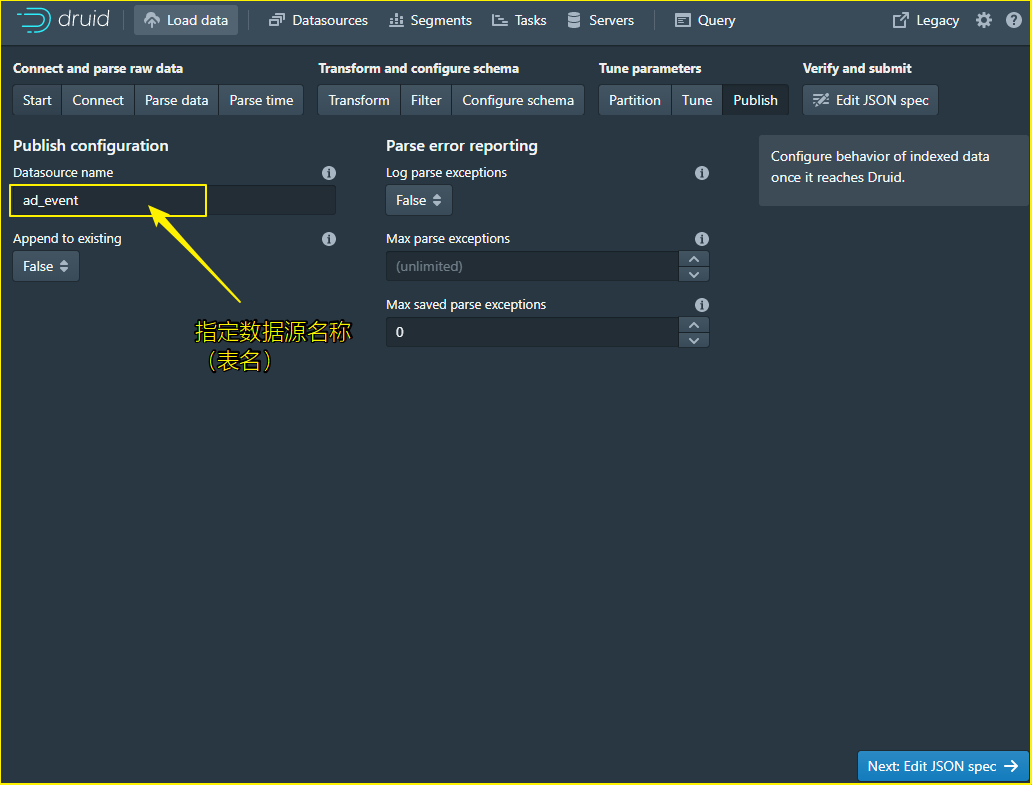 druid Load data Datasources Segments Tasks Servers Query Legacy
Connect and parse raw data Transform and configure schema Tune parameters Verify and submit
Start Connect Parse data Parse time Transform Filter Configure schema Partition Tune Publish Edit JSON spec
Publish configuration
Datasource name
ad_event
Append to existing
False
指定数据源名称
（表名）
Parse error reporting
Log parse exceptions
False
Max parse exceptions
(unlimited)
Max saved parse exceptions
0
Configure behavior of indexed data
once it reaches Druid.
Next: Edit JSON spec